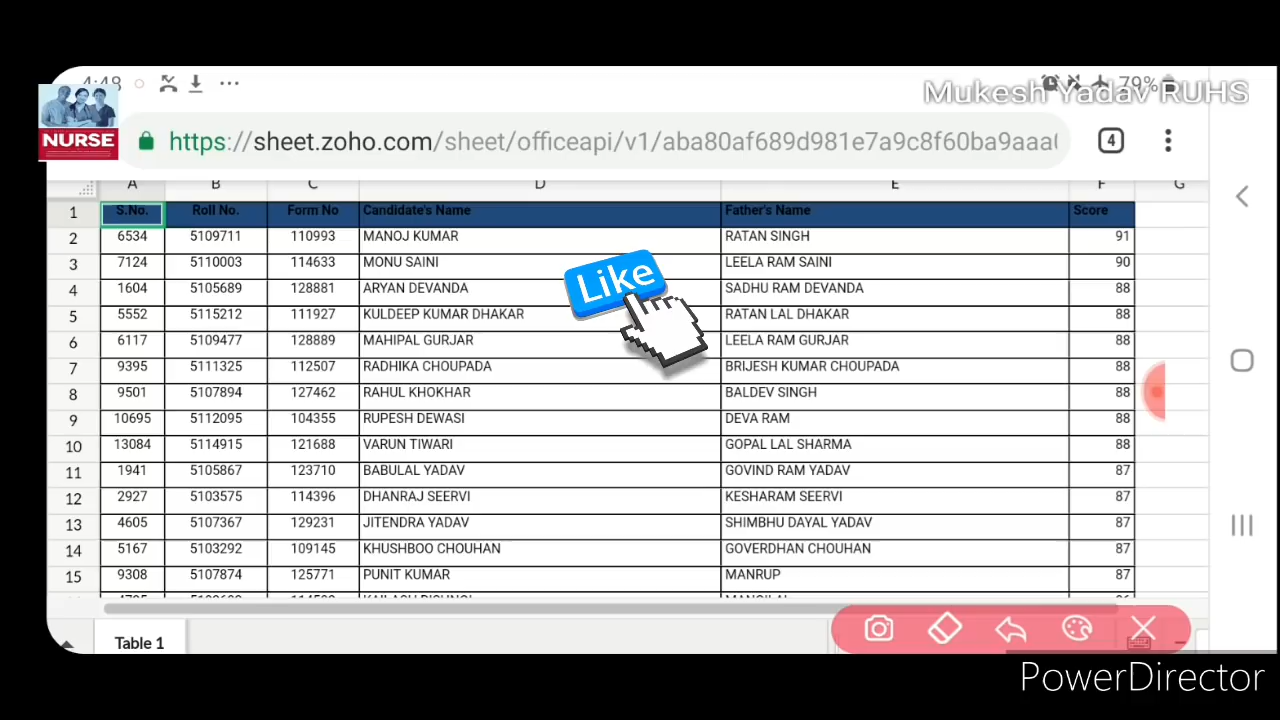 4:48 79%
Mukesh Yadav RUHS
NURSE
https://sheet.zoho.com/sheet/officeapi/v1/aba80af689d981e7a9c8f60ba9aaa 4
A B C D E F G
1 S.No. Roll No. Form No Candidate's Name Father's Name Score
2 6534 5109711 110993 MANOJ KUMAR RATAN SINGH 91
3 7124 5110003 114633 MONU SAINI LEELA RAM SAINI 90
4 1604 5105689 128881 ARYAN DEVANDA SADHU RAM DEVANDA 88
5 5552 5115212 111927 KULDEEP KUMAR DHAKAR RATAN LAL DHAKAR 88
6 6117 5109477 128889 MAHIPAL GURJAR LEELA RAM GURJAR 88
7 9395 5111325 112507 RADHIKA CHOUPADA BRIJESH KUMAR CHOUPADA 88
8 9501 5107894 127462 RAHUL KHOKHAR BALDEV SINGH 88
9 10695 5112095 104355 RUPESH DEWASI DEVA RAM 88
10 13084 5114915 121688 VARUN TIWARI GOPAL LAL SHARMA 88
11 1941 5105867 123710 BABULAL YADAV GOVIND RAM YADAV 87
12 2927 5103575 114396 DHANRAJ SEERVI KESHARAM SEERVI 87
13 4605 5107367 129231 JITENDRA YADAV SHIMBHU DAYAL YADAV 87
14 5167 5103292 109145 KHUSHBOO CHOUHAN GOVERDHAN CHOUHAN 87
15 9308 5107874 125771 PUNIT KUMAR MANRUP 87
Like
Table 1
PowerDirector